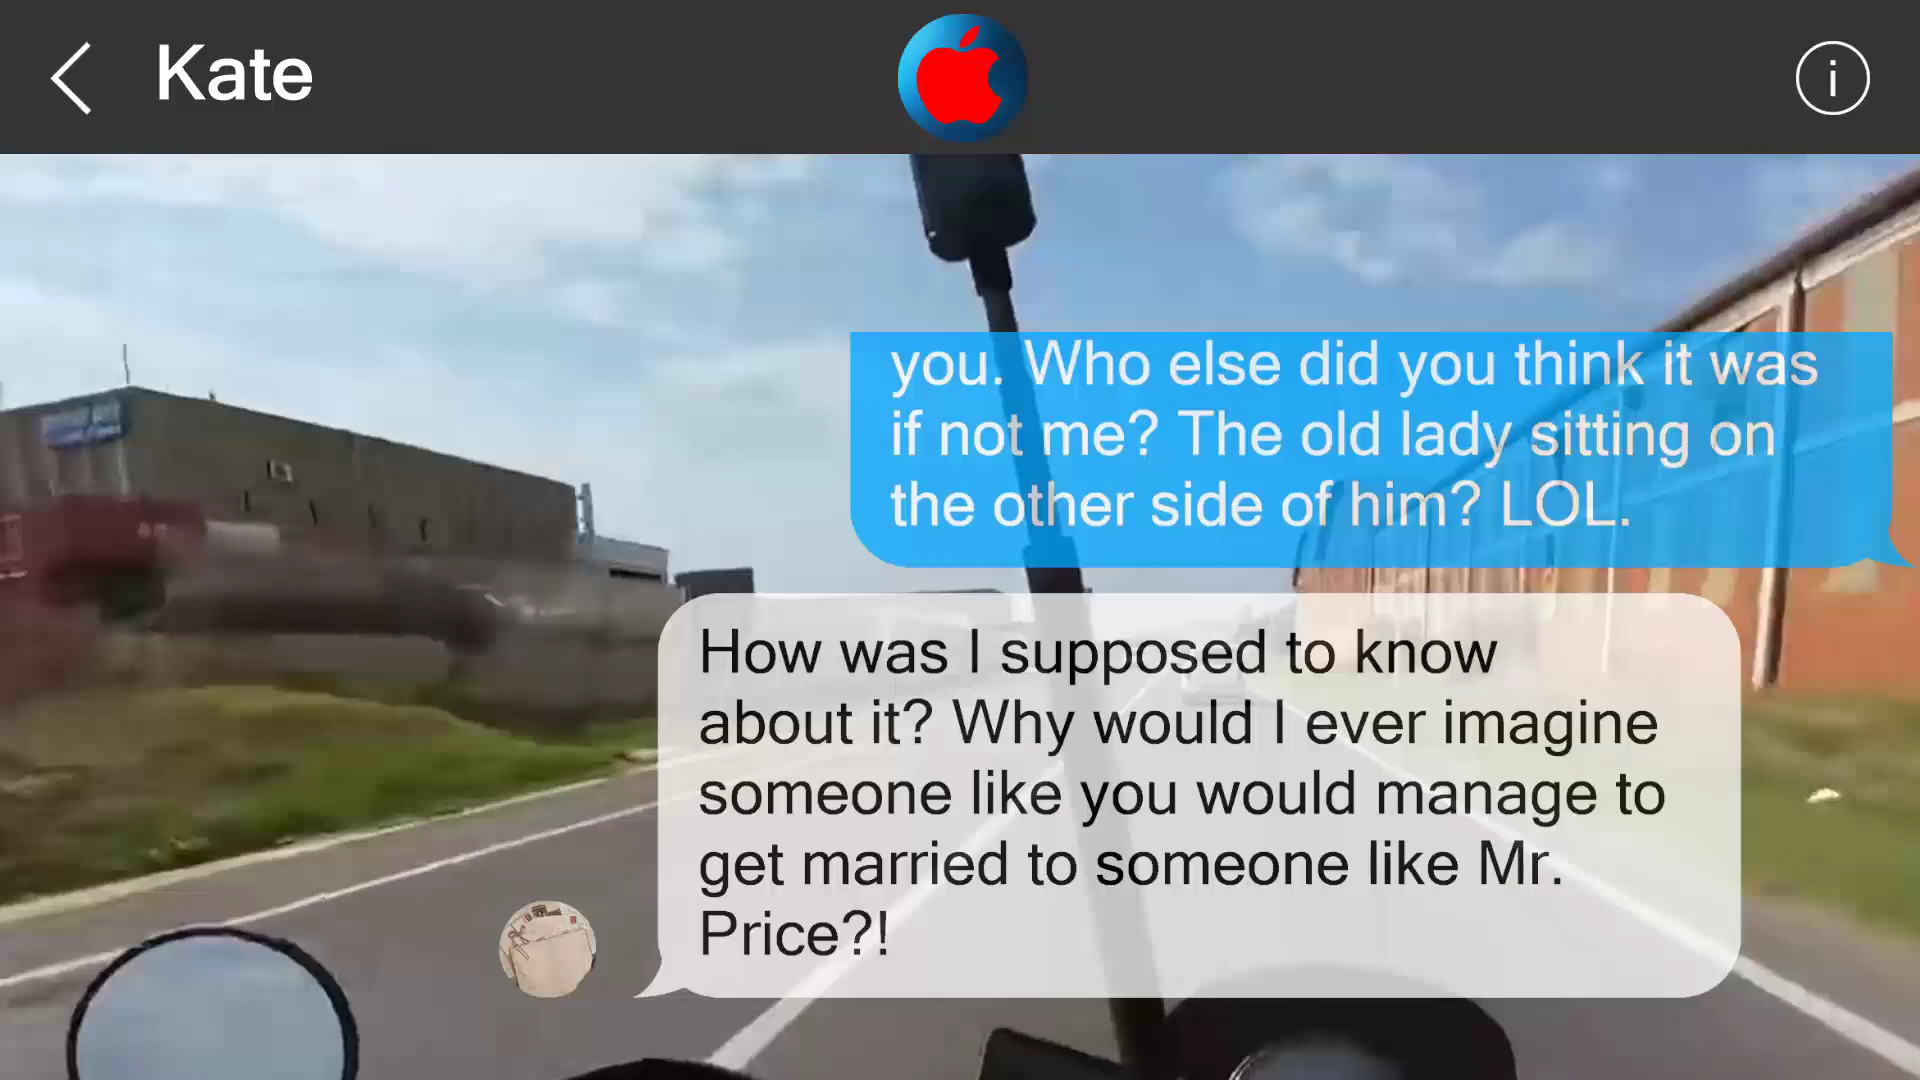 Kate
i
you. Who else did you think it was
if not me? The old lady sitting on
the other side of him? LOL.
How was I supposed to know
about it? Why would I ever imagine
someone like you would manage to
get married to someone like Mr.
Price?!